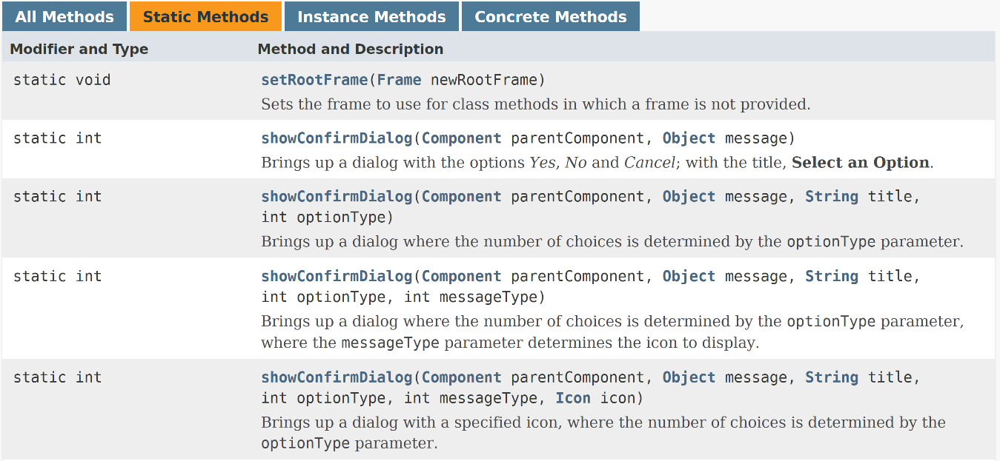 All Methods Static Methods Instance Methods Concrete Methods
Modifier and Type Method and Description
static void setRootFrame(Frame newRootFrame)
Sets the frame to use for class methods in which a frame is not provided.
static int showConfirmDialog(Component parentComponent, Object message)
Brings up a dialog with the options Yes, No and Cancel; with the title, Select an Option.
static int showConfirmDialog(Component parentComponent, Object message, String title,
int optionType)
Brings up a dialog where the number of choices is determined by the optionType parameter.
static int showConfirmDialog(Component parentComponent, Object message, String title,
int optionType, int messageType)
Brings up a dialog where the number of choices is determined by the optionType parameter,
where the messageType parameter determines the icon to display.
static int showConfirmDialog(Component parentComponent, Object message, String title,
int optionType, int messageType, Icon icon)
Brings up a dialog with a specified icon, where the number of choices is determined by the
optionType parameter.